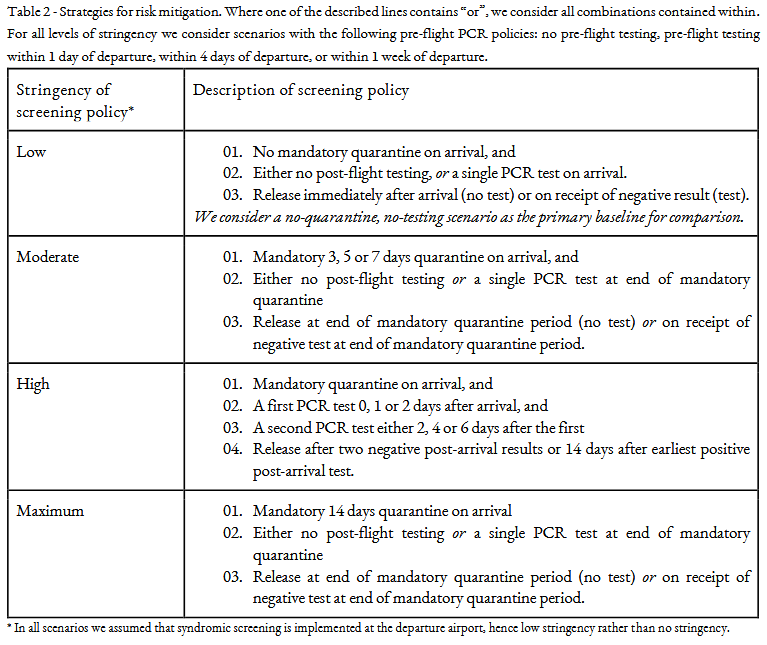 Table 2 - Strategies for risk mitigation. Where one of the described lines contains “or”, we consider all combinations contained within.
For all levels of stringency we consider scenarios with the following pre-flight PCR policies: no pre-flight testing, pre-flight testing
within 1 day of departure, within 4 days of departure, or within 1 week of departure.
Stringency of
screening policy*
Description of screening policy
Low
01. No mandatory quarantine on arrival, and
02. Either no post-flight testing, or a single PCR test on arrival.
03. Release immediately after arrival (no test) or on receipt of negative result (test).
We consider a no-quarantine, no-testing scenario as the primary baseline for comparison.
Moderate
01. Mandatory 3, 5 or 7 days quarantine on arrival, and
02. Either no post-flight testing or a single PCR test at end of mandatory
quarantine
03. Release at end of mandatory quarantine period (no test) or on receipt of
negative test at end of mandatory quarantine period.
High
01. Mandatory quarantine on arrival, and
02. A first PCR test 0, 1 or 2 days after arrival, and
03. A second PCR test either 2, 4 or 6 days after the first
04. Release after two negative post-arrival results or 14 days after earliest positive
post-arrival test.
Maximum
01. Mandatory 14 days quarantine on arrival
02. Either no post-flight testing or a single PCR test at end of mandatory
quarantine
03. Release at end of mandatory quarantine period (no test) or on receipt of
negative test at end of mandatory quarantine period.
* In all scenarios we assumed that syndromic screening is implemented at the departure airport, hence low stringency rather than no stringency.